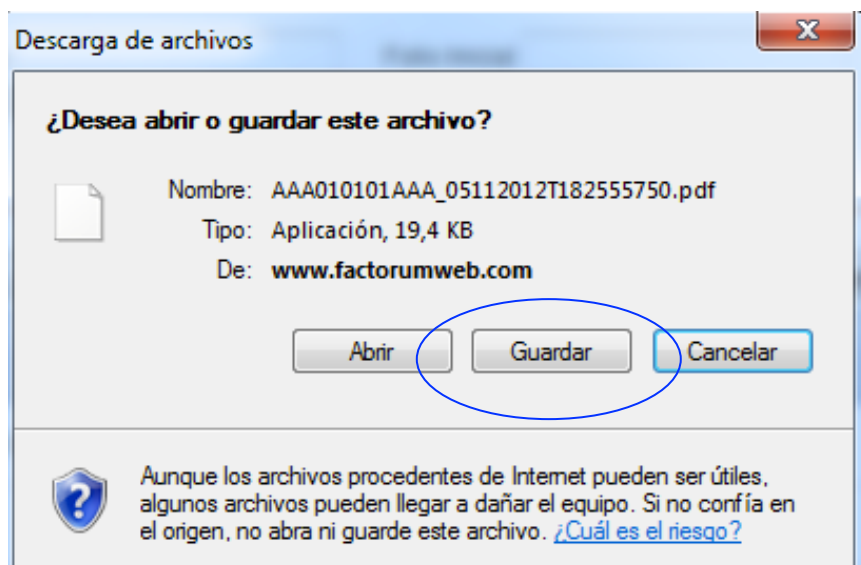 Descarga de archivos
¿Desea abrir o guardar este archivo?
Nombre: AAA010101AAA_05112012T182555750.pdf
Tipo: Aplicación, 19,4 KB
De: www.factorumweb.com
Abrir Guardar Cancelar
Aunque los archivos procedentes de Internet pueden ser útiles,
algunos archivos pueden llegar a dañar el equipo. Si no confía en
el origen, no abra ni guarde este archivo. ¿Cuál es el riesgo?